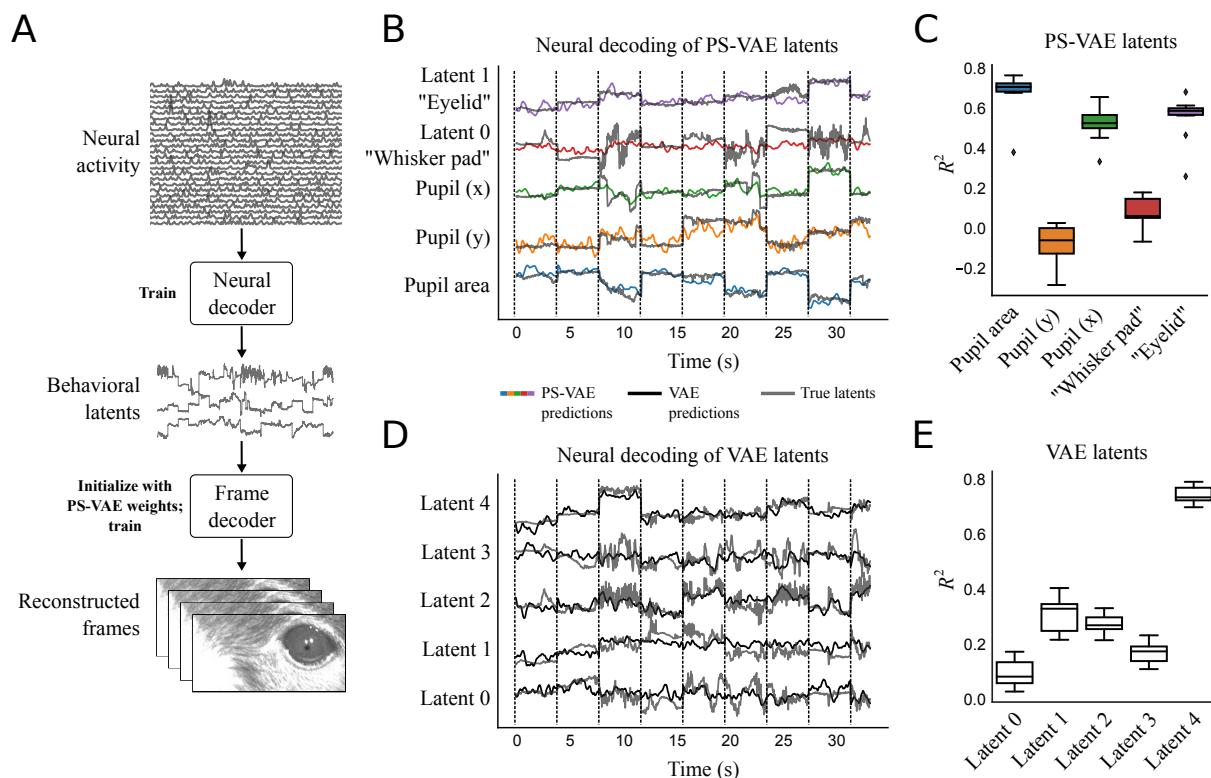 A
Neural
activity
Train
Neural
decoder
Behavioral
latents
Initialize with
PS-VAE weights;
train
Frame
decoder
Reconstructed
frames
B
Neural decoding of PS-VAE latents
Latent 1
"Eyelid"
Latent 0
"Whisker pad"
Pupil (x)
Pupil (y)
Pupil area
0 5 10 15 20 25 30
Time (s)
PS-VAE
predictions
VAE
predictions
True latents
C
PS-VAE latents
R²
0.8
0.6
0.4
0.2
0.0
−0.2
Pupil area
Pupil (y)
Pupil (x)
"Whisker pad"
"Eyelid"
D
Neural decoding of VAE latents
Latent 4
Latent 3
Latent 2
Latent 1
Latent 0
0 5 10 15 20 25 30
Time (s)
E
VAE latents
R²
0.8
0.6
0.4
0.2
0.0
Latent 0
Latent 1
Latent 2
Latent 3
Latent 4